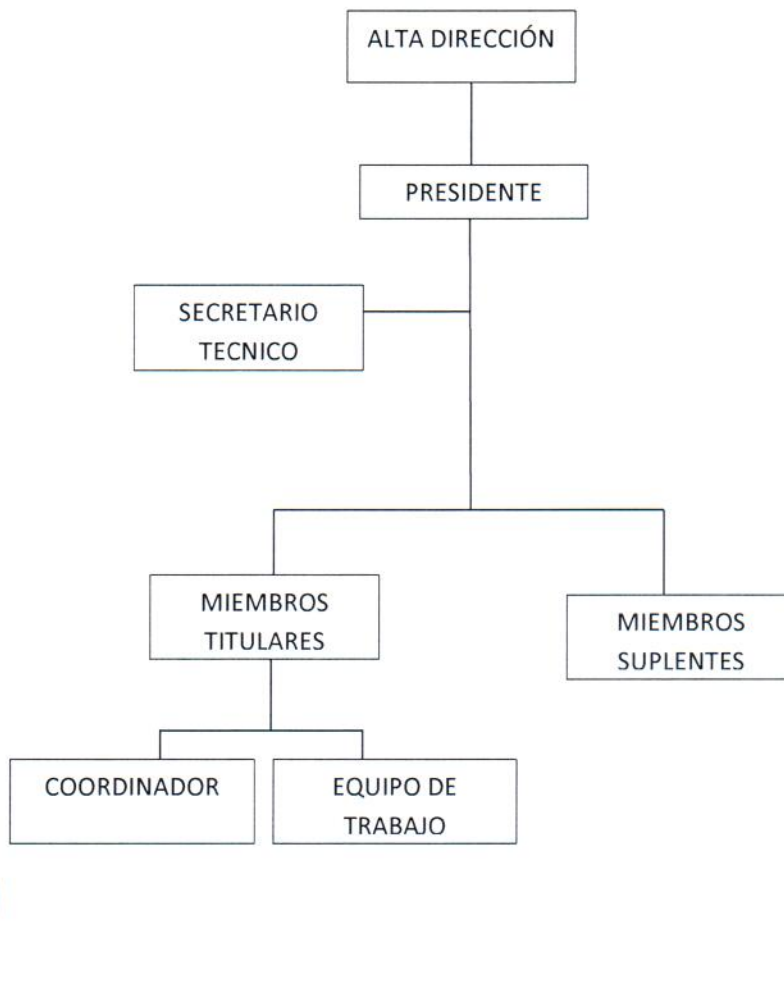 ALTA DIRECCIÓN
PRESIDENTE
SECRETARIO
TECNICO
MIEMBROS
TITULARES
MIEMBROS
SUPLENTES
COORDINADOR
EQUIPO DE
TRABAJO